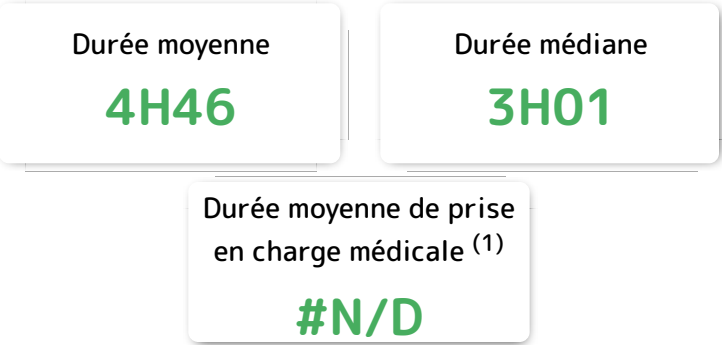 Durée moyenne
4H46
Durée médiane
3H01
Durée moyenne de prise
en charge médicale (1)
#N/D